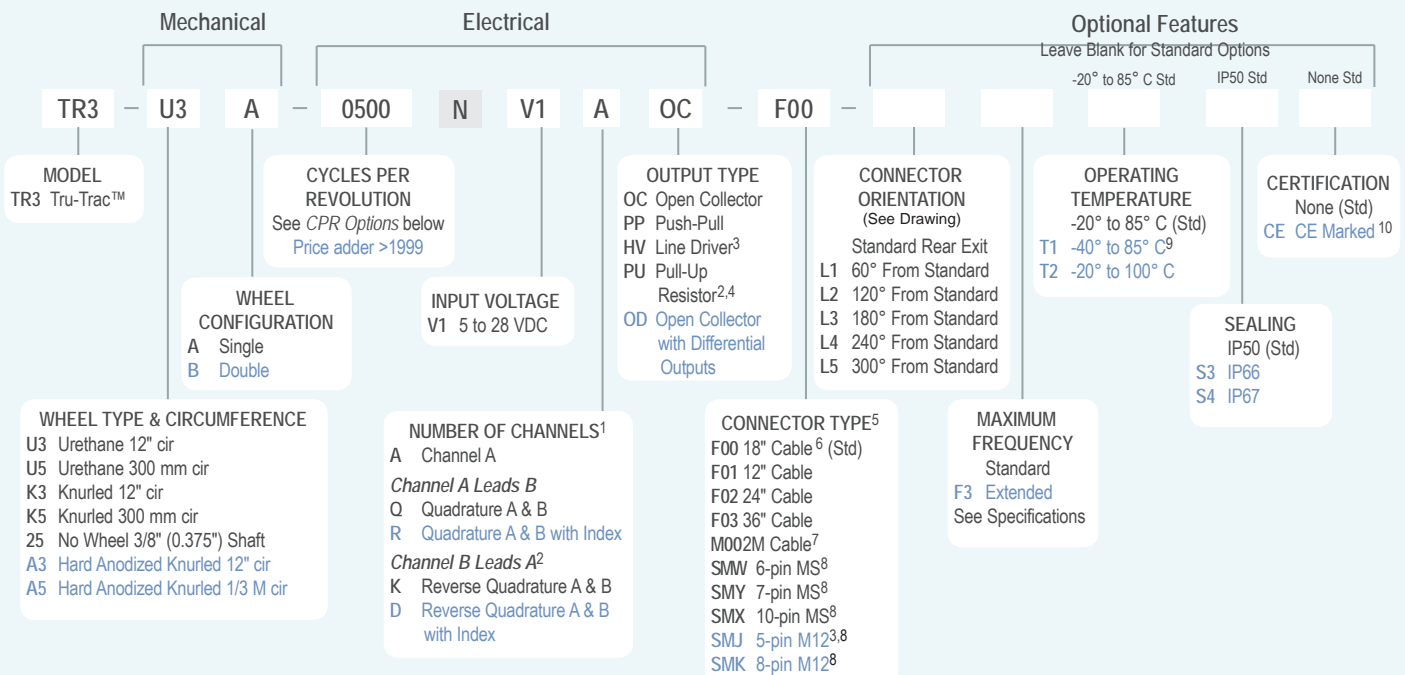 Mechanical
Electrical
Optional Features
Leave Blank for Standard Options
-20° to 85° C Std
IP50 Std
None Std
TR3 – U3 A – 0500 N V1 A OC – F00 –
MODEL
TR3 Tru-Trac™
CYCLES PER
REVOLUTION
See CPR Options below
Price adder >1999
OUTPUT TYPE
OC Open Collector
PP Push-Pull
HV Line Driver3
PU Pull-Up
Resistor2,4
OD Open Collector
with Differential
Outputs
CONNECTOR
ORIENTATION
(See Drawing)
Standard Rear Exit
L1 60° From Standard
L2 120° From Standard
L3 180° From Standard
L4 240° From Standard
L5 300° From Standard
OPERATING
TEMPERATURE
-20° to 85° C (Std)
T1 -40° to 85° C9
T2 -20° to 100° C
CERTIFICATION
None (Std)
CE CE Marked 10
WHEEL
CONFIGURATION
A Single
B Double
INPUT VOLTAGE
V1 5 to 28 VDC
SEALING
IP50 (Std)
S3 IP66
S4 IP67
WHEEL TYPE & CIRCUMFERENCE
U3 Urethane 12" cir
U5 Urethane 300 mm cir
K3 Knurled 12" cir
K5 Knurled 300 mm cir
25 No Wheel 3/8" (0.375") Shaft
A3 Hard Anodized Knurled 12" cir
A5 Hard Anodized Knurled 1/3 M cir
NUMBER OF CHANNELS1
A Channel A
Channel A Leads B
Q Quadrature A & B
R Quadrature A & B with Index
Channel B Leads A2
K Reverse Quadrature A & B
D Reverse Quadrature A & B
with Index
CONNECTOR TYPE5
F00 18" Cable6 (Std)
F01 12" Cable
F02 24" Cable
F03 36" Cable
M002M Cable7
SMW 6-pin MS8
SMY 7-pin MS8
SMX 10-pin MS8
SMJ 5-pin M123,8
SMK 8-pin M128
MAXIMUM
FREQUENCY
Standard
F3 Extended
See Specifications